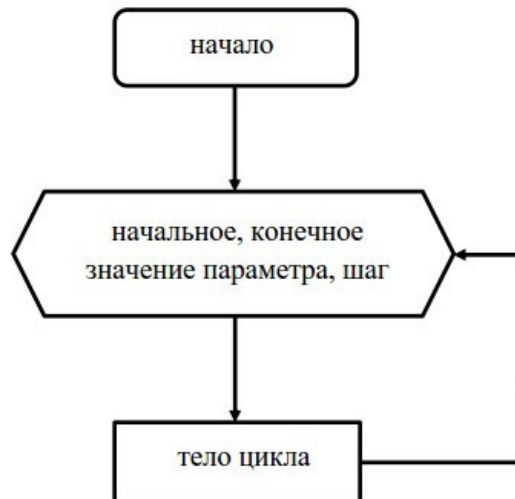 начало
начальное, конечное
значение параметра, шаг
тело цикла